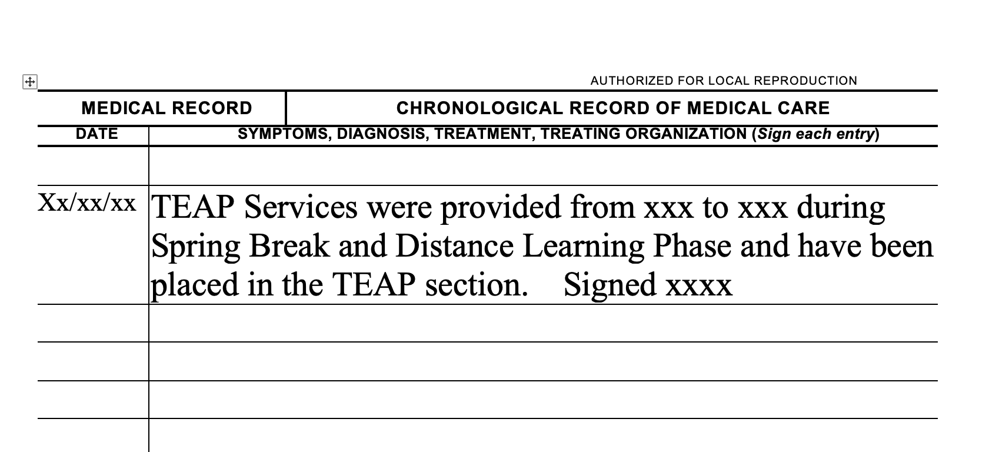 AUTHORIZED FOR LOCAL REPRODUCTION
MEDICAL RECORD CHRONOLOGICAL RECORD OF MEDICAL CARE
DATE SYMPTOMS, DIAGNOSIS, TREATMENT, TREATING ORGANIZATION (Sign each entry)
Xx/xx/xx TEAP Services were provided from xxx to xxx during
Spring Break and Distance Learning Phase and have been
placed in the TEAP section. Signed xxxx